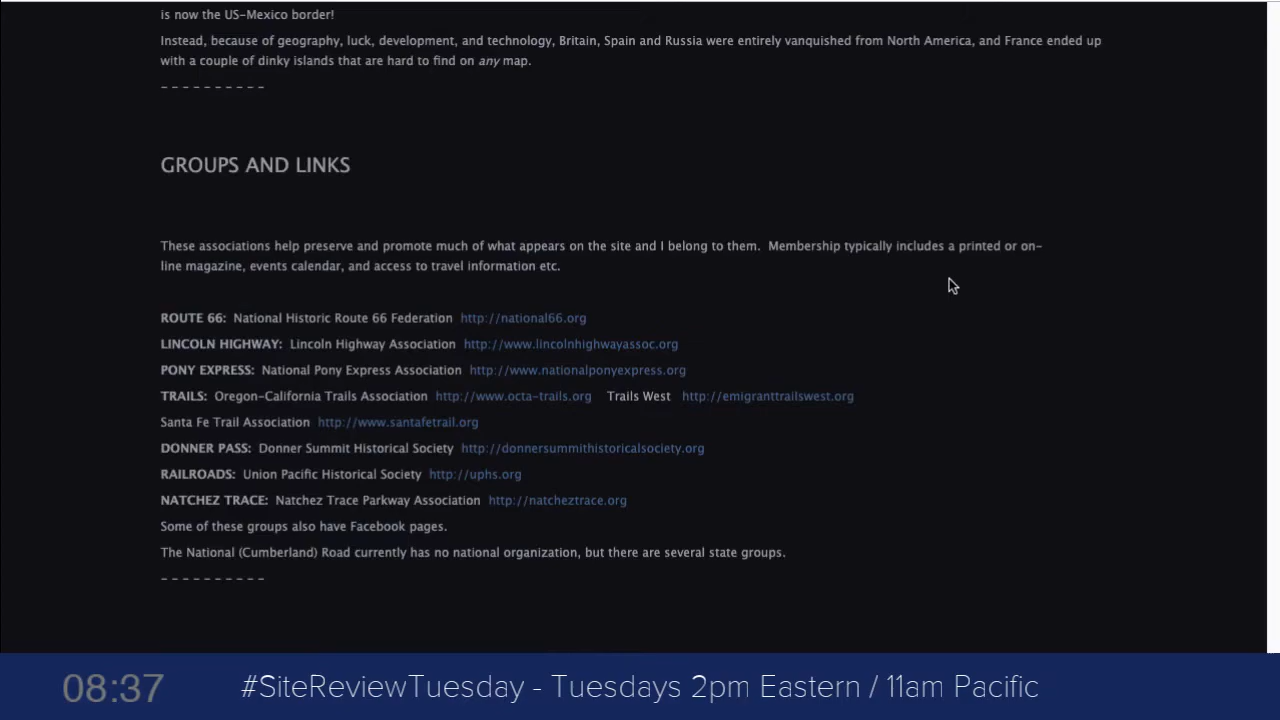 is now the US-Mexico border!
Instead, because of geography, luck, development, and technology, Britain, Spain and Russia were entirely vanquished from North America, and France ended up
with a couple of dinky islands that are hard to find on any map.
- - - - - - - - - -
GROUPS AND LINKS
These associations help preserve and promote much of what appears on the site and I belong to them.  Membership typically includes a printed or on-
line magazine, events calendar, and access to travel information etc.
ROUTE 66:  National Historic Route 66 Federation  http://national66.org
LINCOLN HIGHWAY:  Lincoln Highway Association  http://www.lincolnhighwayassoc.org
PONY EXPRESS:  National Pony Express Association  http://www.nationalponyexpress.org
TRAILS:  Oregon-California Trails Association  http://www.octa-trails.org   Trails West   http://emigranttrailswest.org
Santa Fe Trail Association  http://www.santafetrail.org
DONNER PASS:  Donner Summit Historical Society  http://donnersummithistoricalsociety.org
RAILROADS:  Union Pacific Historical Society  http://uphs.org
NATCHEZ TRACE:  Natchez Trace Parkway Association  http://natcheztrace.org
Some of these groups also have Facebook pages.
The National (Cumberland) Road currently has no national organization, but there are several state groups.
- - - - - - - - - -
08:37 #SiteReviewTuesday - Tuesdays 2pm Eastern / 11am Pacific